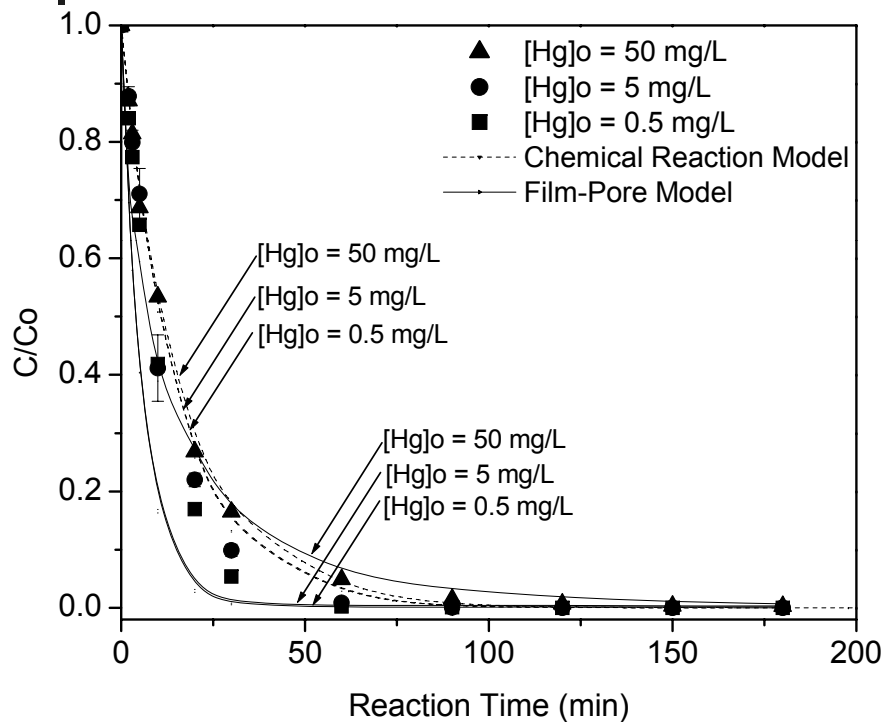 1.0
0.8
0.6
0.4
0.2
0.0
C/Co
[Hg]o = 50 mg/L
[Hg]o = 5 mg/L
[Hg]o = 0.5 mg/L
Chemical Reaction Model
Film-Pore Model
[Hg]o = 50 mg/L
[Hg]o = 5 mg/L
[Hg]o = 0.5 mg/L
[Hg]o = 50 mg/L
[Hg]o = 5 mg/L
[Hg]o = 0.5 mg/L
0 50 100 150 200
Reaction Time (min)